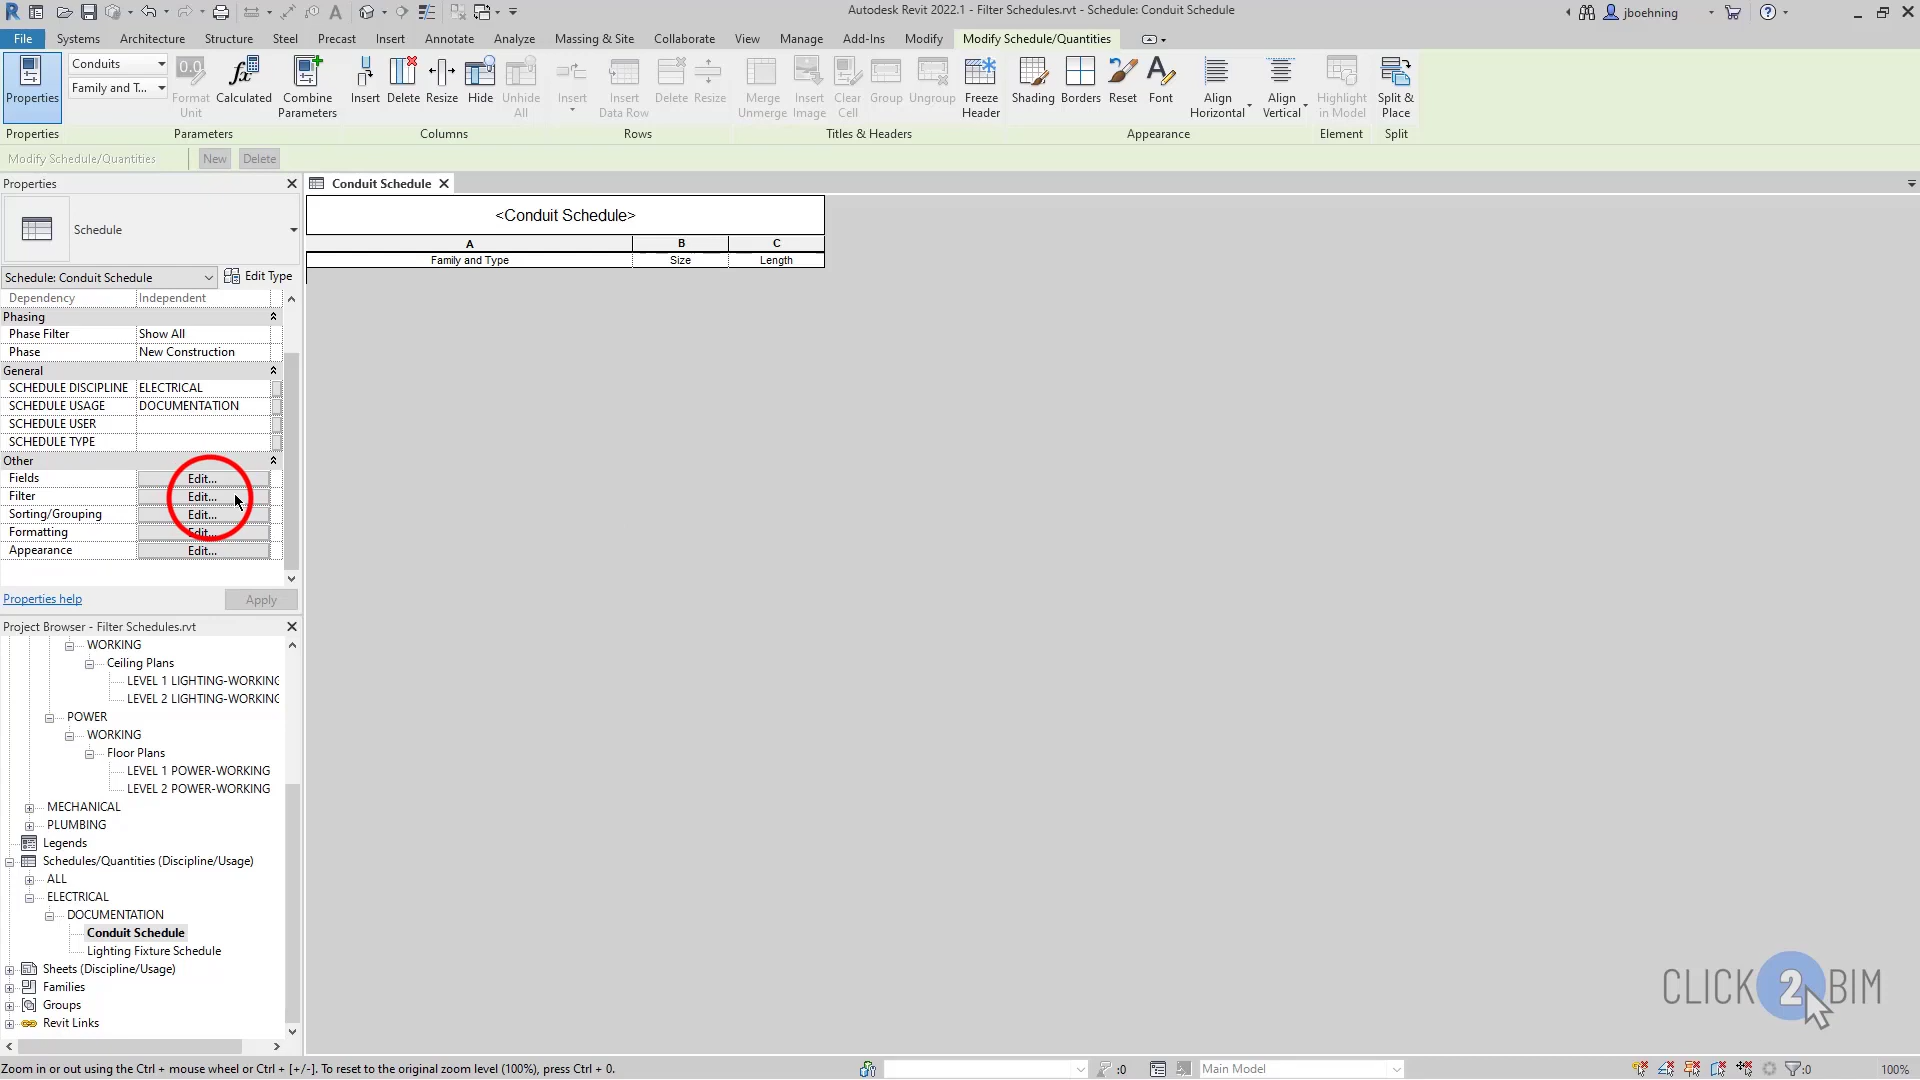 Autodesk Revit 2022.1 - Filter Schedules.rvt - Schedule: Conduit Schedule
jboehning
File Systems Architecture Structure Steel Precast Insert Annotate Analyze Massing & Site Collaborate View Manage Add-Ins Modify Modify Schedule/Quantities
Properties
Conduits
Family and T...
Format Unit
Calculated
Combine Parameters
Insert
Delete
Resize
Hide
Unhide All
Insert
Insert Data Row
Delete
Resize
Merge Unmerge
Insert Image
Clear Cell
Group
Ungroup
Freeze Header
Shading
Borders
Reset
Font
Align Horizontal
Align Vertical
Highlight in Model
Split & Place
Properties Parameters Columns Rows Titles & Headers Appearance Element Split
Modify Schedule/Quantities New Delete
Properties
Schedule
Schedule: Conduit Schedule Edit Type
Dependency Independent
Phasing
Phase Filter Show All
Phase New Construction
General
SCHEDULE DISCIPLINE ELECTRICAL
SCHEDULE USAGE DOCUMENTATION
SCHEDULE USER
SCHEDULE TYPE
Other
Fields Edit...
Filter Edit...
Sorting/Grouping Edit...
Formatting Edit...
Appearance Edit...
Properties help Apply
Project Browser - Filter Schedules.rvt
WORKING
Ceiling Plans
LEVEL 1 LIGHTING-WORKING
LEVEL 2 LIGHTING-WORKING
POWER
WORKING
Floor Plans
LEVEL 1 POWER-WORKING
LEVEL 2 POWER-WORKING
MECHANICAL
PLUMBING
Legends
Schedules/Quantities (Discipline/Usage)
ALL
ELECTRICAL
DOCUMENTATION
Conduit Schedule
Lighting Fixture Schedule
Sheets (Discipline/Usage)
Families
Groups
Revit Links
Conduit Schedule
<Conduit Schedule>
A B C
Family and Type Size Length
CLICK 2 BIM
Zoom in or out using the Ctrl + mouse wheel or Ctrl + [+/-]. To reset to the original zoom level (100%), press Ctrl + 0.
:0
Main Model
:0
100%